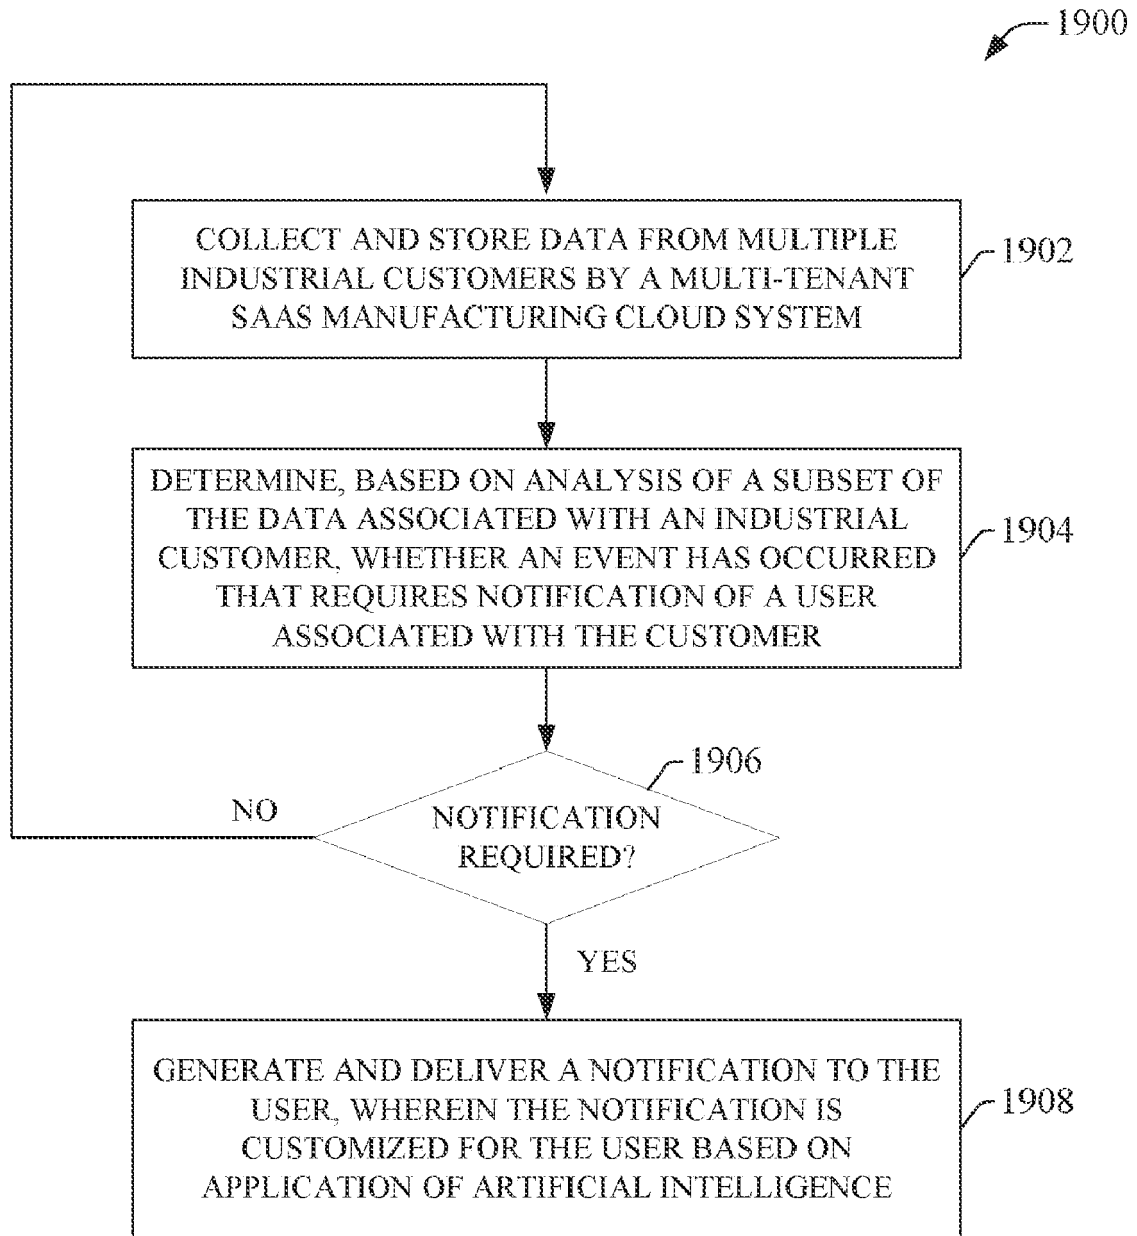 1900
COLLECT AND STORE DATA FROM MULTIPLE
INDUSTRIAL CUSTOMERS BY A MULTI-TENANT
SAAS MANUFACTURING CLOUD SYSTEM
1902
DETERMINE, BASED ON ANALYSIS OF A SUBSET OF
THE DATA ASSOCIATED WITH AN INDUSTRIAL
CUSTOMER, WHETHER AN EVENT HAS OCCURRED
THAT REQUIRES NOTIFICATION OF A USER
ASSOCIATED WITH THE CUSTOMER
1904
1906
NO
NOTIFICATION
REQUIRED?
YES
GENERATE AND DELIVER A NOTIFICATION TO THE
USER, WHEREIN THE NOTIFICATION IS
CUSTOMIZED FOR THE USER BASED ON
APPLICATION OF ARTIFICIAL INTELLIGENCE
1908